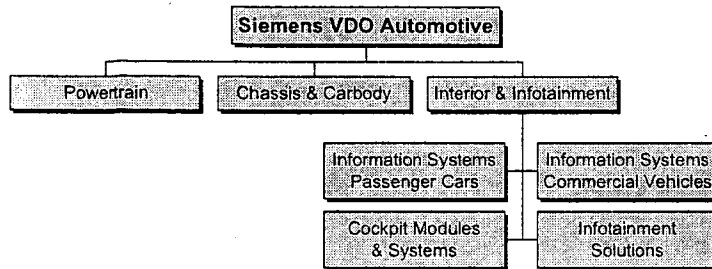 Siemens VDO Automotive
Powertrain
Chassis & Carbody
Interior & Infotainment
Information Systems
Passenger Cars
Information Systems
Commercial Vehicles
Cockpit Modules
& Systems
Infotainment
Solutions